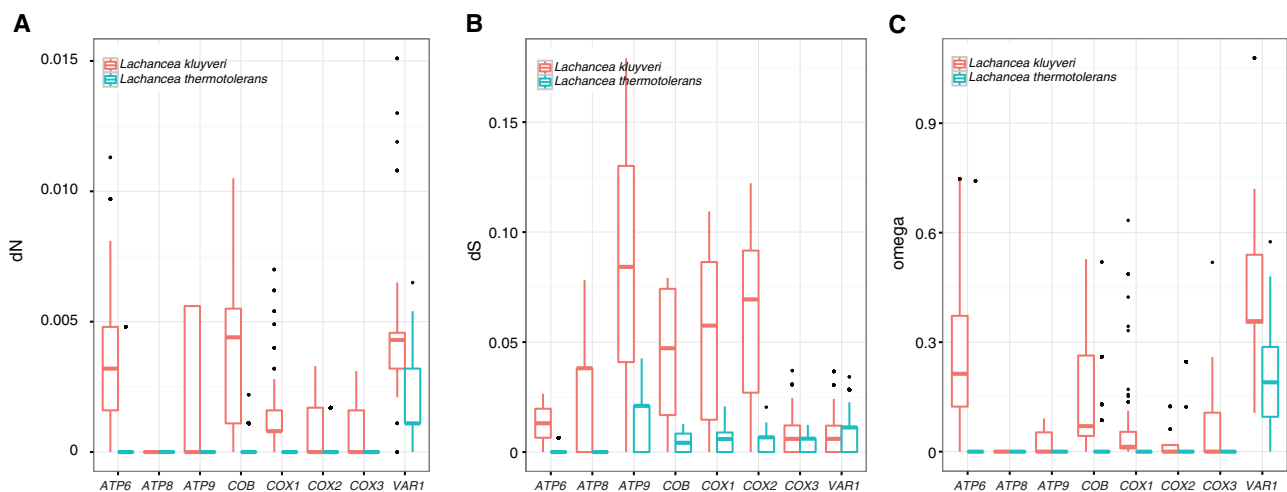 A
dN
0.015
0.010
0.005
0
Lachancea kluyveri
Lachancea thermotolerans
ATP6 ATP8 ATP9 COB COX1 COX2 COX3 VAR1
B
dS
0.15
0.10
0.05
0
Lachancea kluyveri
Lachancea thermotolerans
ATP6 ATP8 ATP9 COB COX1 COX2 COX3 VAR1
C
omega
0.9
0.6
0.3
0
Lachancea kluyveri
Lachancea thermotolerans
ATP6 ATP8 ATP9 COB COX1 COX2 COX3 VAR1